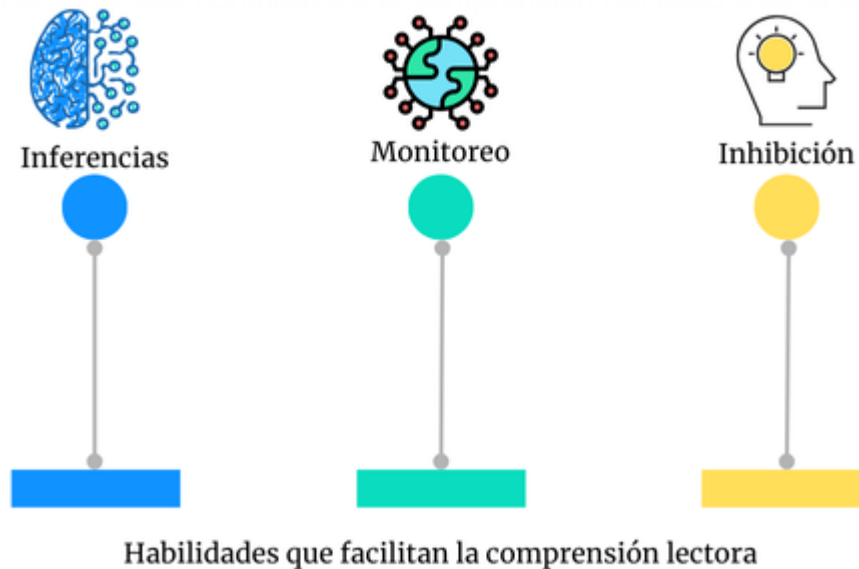 Inferencias
Monitoreo
Inhibición
Habilidades que facilitan la comprensión lectora